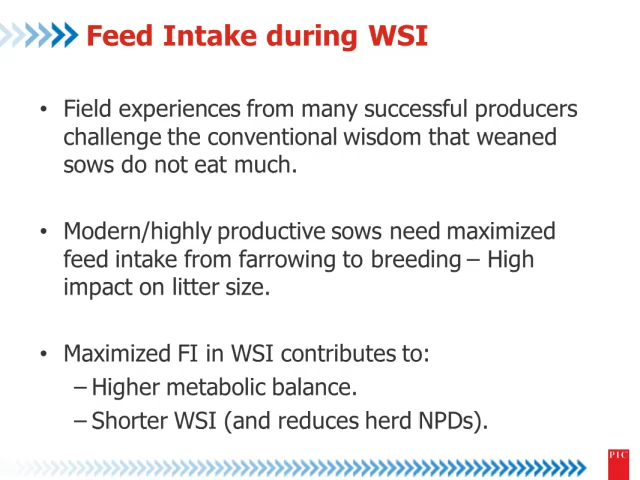 Feed Intake during WSI
• Field experiences from many successful producers
challenge the conventional wisdom that weaned
sows do not eat much.
• Modern/highly productive sows need maximized
feed intake from farrowing to breeding – High
impact on litter size.
• Maximized FI in WSI contributes to:
– Higher metabolic balance.
– Shorter WSI (and reduces herd NPDs).
PIC